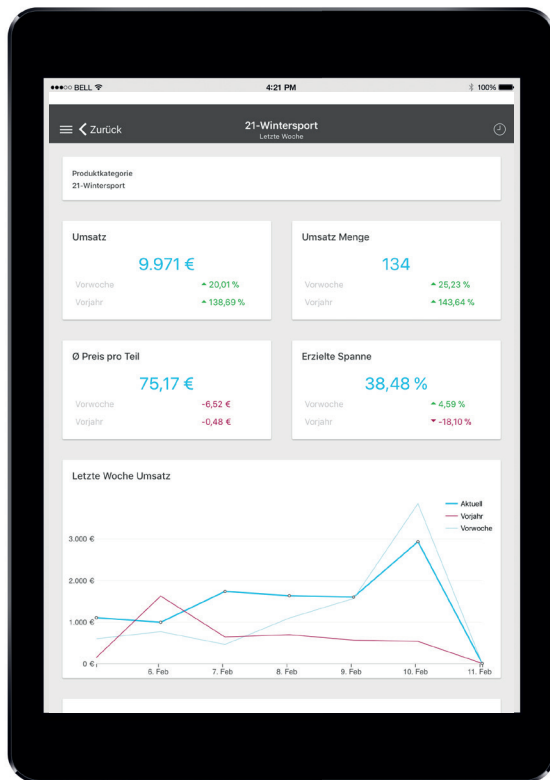 BELL
4:21 PM
100%
Zurück
21-Wintersport
Letzte Woche
Produktkategorie
21-Wintersport
Umsatz
9.971 €
Vorwoche 20,01 %
Vorjahr 138,69 %
Umsatz Menge
134
Vorwoche 25,23 %
Vorjahr 143,64 %
Ø Preis pro Teil
75,17 €
Vorwoche -6,52 €
Vorjahr -0,48 €
Erzielte Spanne
38,48 %
Vorwoche 4,59 %
Vorjahr -18,10 %
Letzte Woche Umsatz
Aktuell
Vorjahr
Vorwoche
3.000 €
2.000 €
1.000 €
0 €
6. Feb 7. Feb 8. Feb 9. Feb 10. Feb 11. Feb